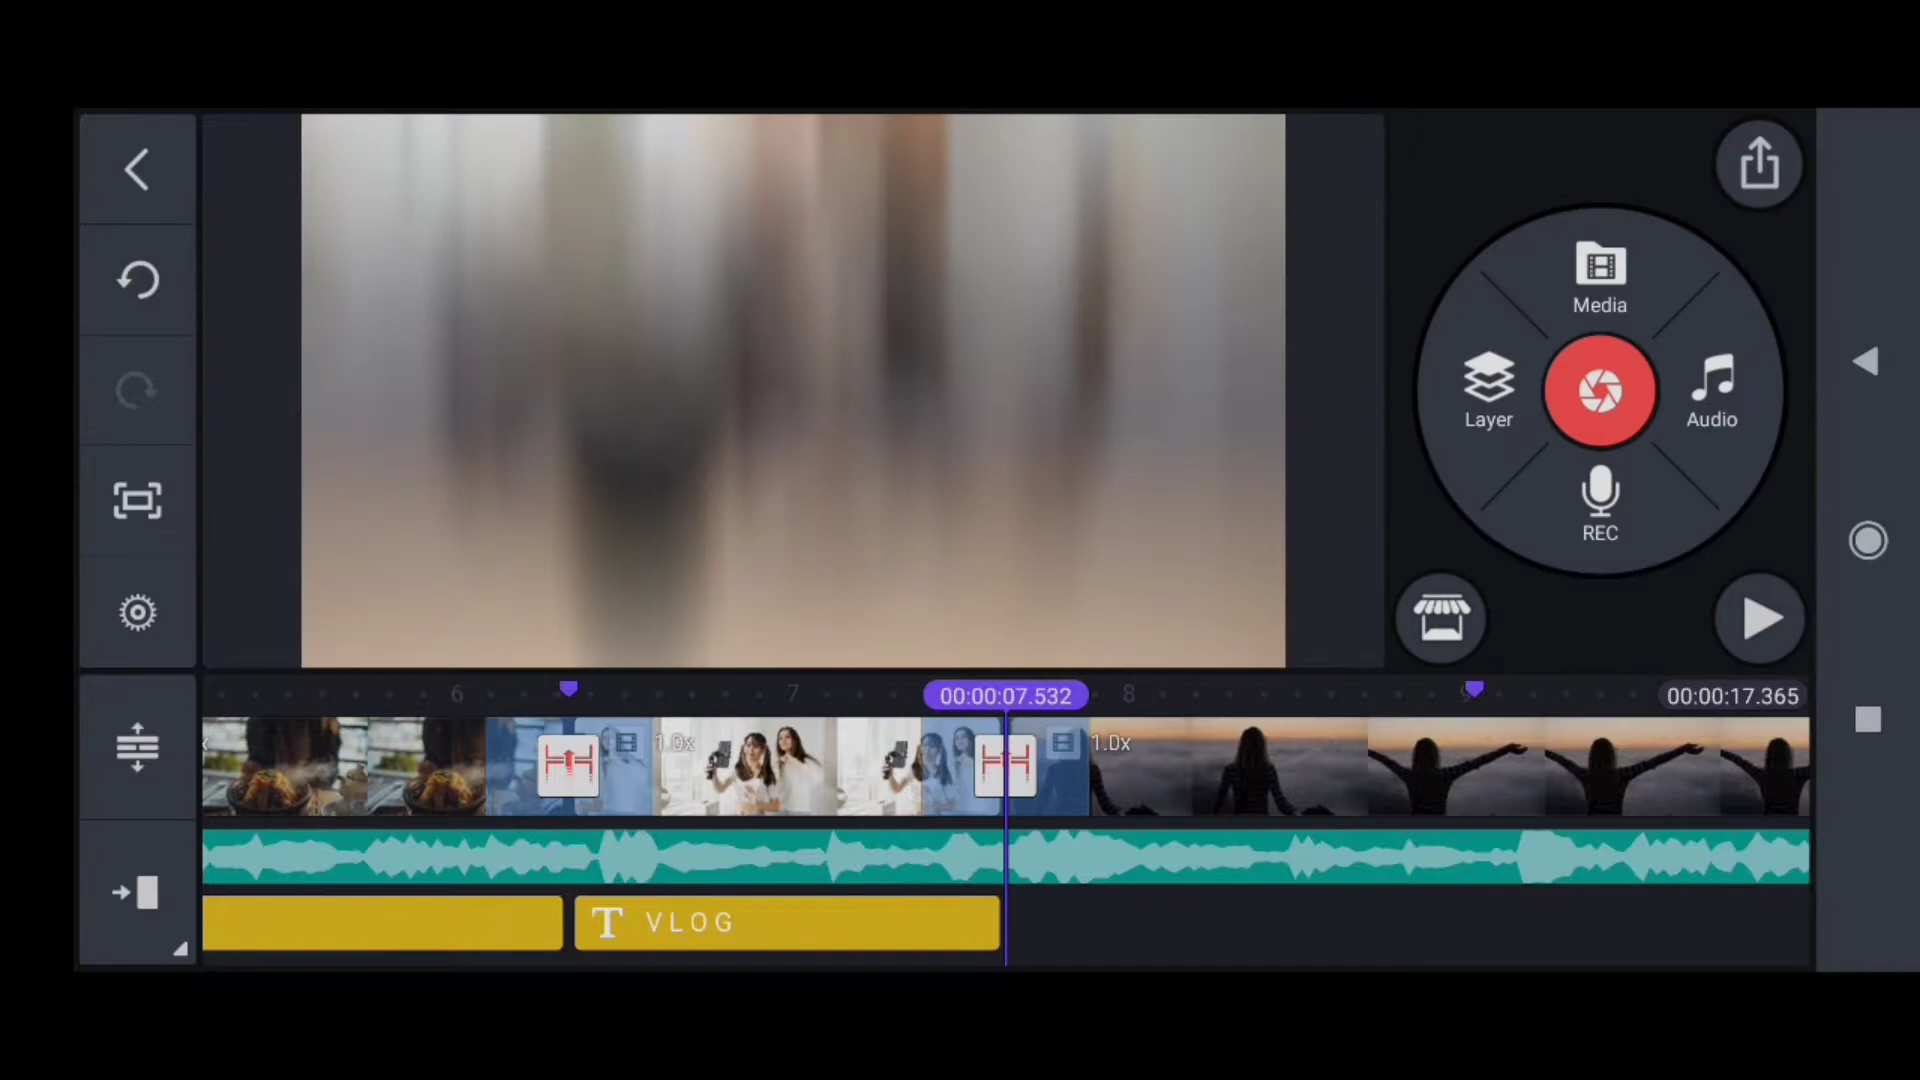 Media
Layer
Audio
REC
6
7
00:00:07.532
8
9
00:00:17.365
x
1.0x
1.0x
T VLOG